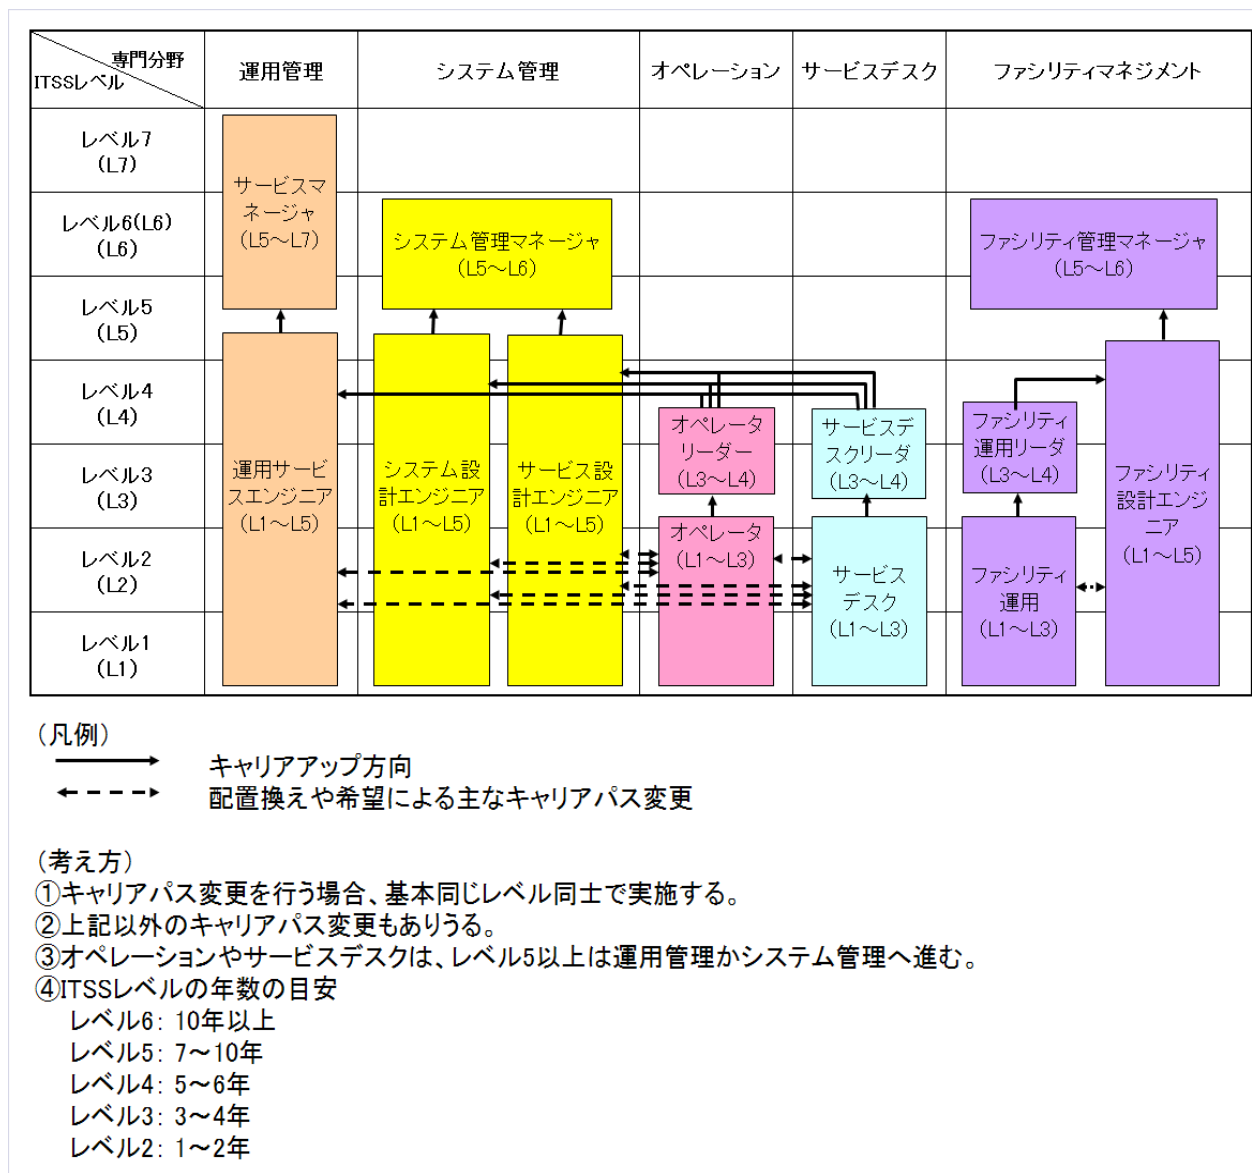 専門分野
ITSSレベル
運用管理
システム管理
オペレーション
サービスデスク
ファシリティマネジメント
レベル7
(L7)
レベル6(L6)
(L6)
レベル5
(L5)
レベル4
(L4)
レベル3
(L3)
レベル2
(L2)
レベル1
(L1)
サービスマ
ネージャ
(L5～L7)
運用サービ
スエンジニア
(L1～L5)
システム管理マネージャ
(L5～L6)
システム設
計エンジニア
(L1～L5)
サービス設
計エンジニア
(L1～L5)
オペレータ
リーダー
(L3～L4)
オペレータ
(L1～L3)
サービスデ
スクリーダ
(L3～L4)
サービス
デスク
(L1～L3)
ファシリティ管理マネージャ
(L5～L6)
ファシリティ
運用リーダ
(L3～L4)
ファシリティ
運用
(L1～L3)
ファシリティ
設計エンジ
ニア
(L1～L5)
(凡例)
キャリアアップ方向
配置換えや希望による主なキャリアパス変更
(考え方)
①キャリアパス変更を行う場合、基本同じレベル同士で実施する。
②上記以外のキャリアパス変更もありうる。
③オペレーションやサービスデスクは、レベル5以上は運用管理かシステム管理へ進む。
④ITSSレベルの年数の目安
レベル6: 10年以上
レベル5: 7～10年
レベル4: 5～6年
レベル3: 3～4年
レベル2: 1～2年